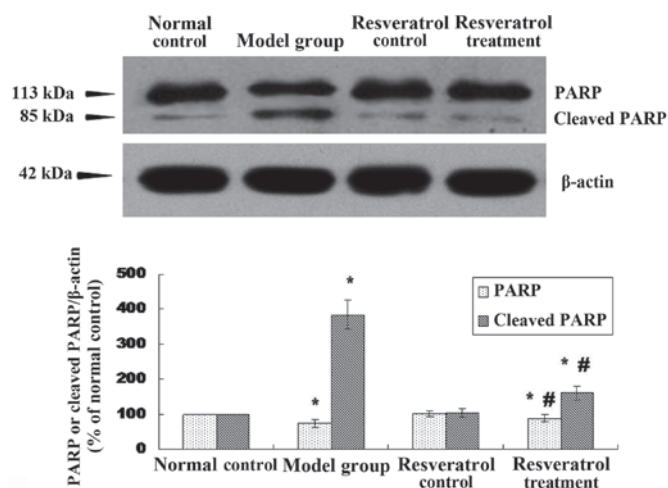 Normal control
Model group
Resveratrol control
Resveratrol treatment
113 kDa
PARP
85 kDa
Cleaved PARP
42 kDa
β-actin
PARP or cleaved PARP/β-actin
(% of normal control)
500
400
300
200
100
0
*
*
* #
* #
PARP
Cleaved PARP
Normal control
Model group
Resveratrol
control
Resveratrol
treatment